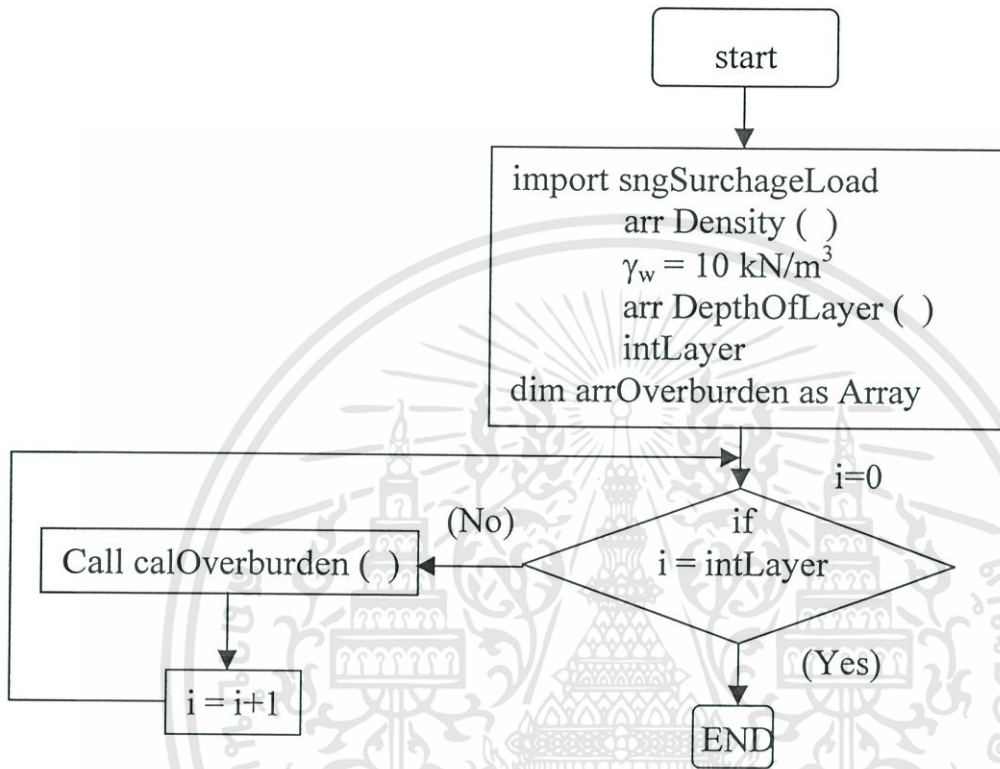 start
import sngSurchageLoad
arr Density ( )
γw = 10 kN/m³
arr DepthOfLayer ( )
intLayer
dim arrOverburden as Array
i=0
if
i = intLayer
(No)
Call calOverburden ( )
i = i+1
(Yes)
END